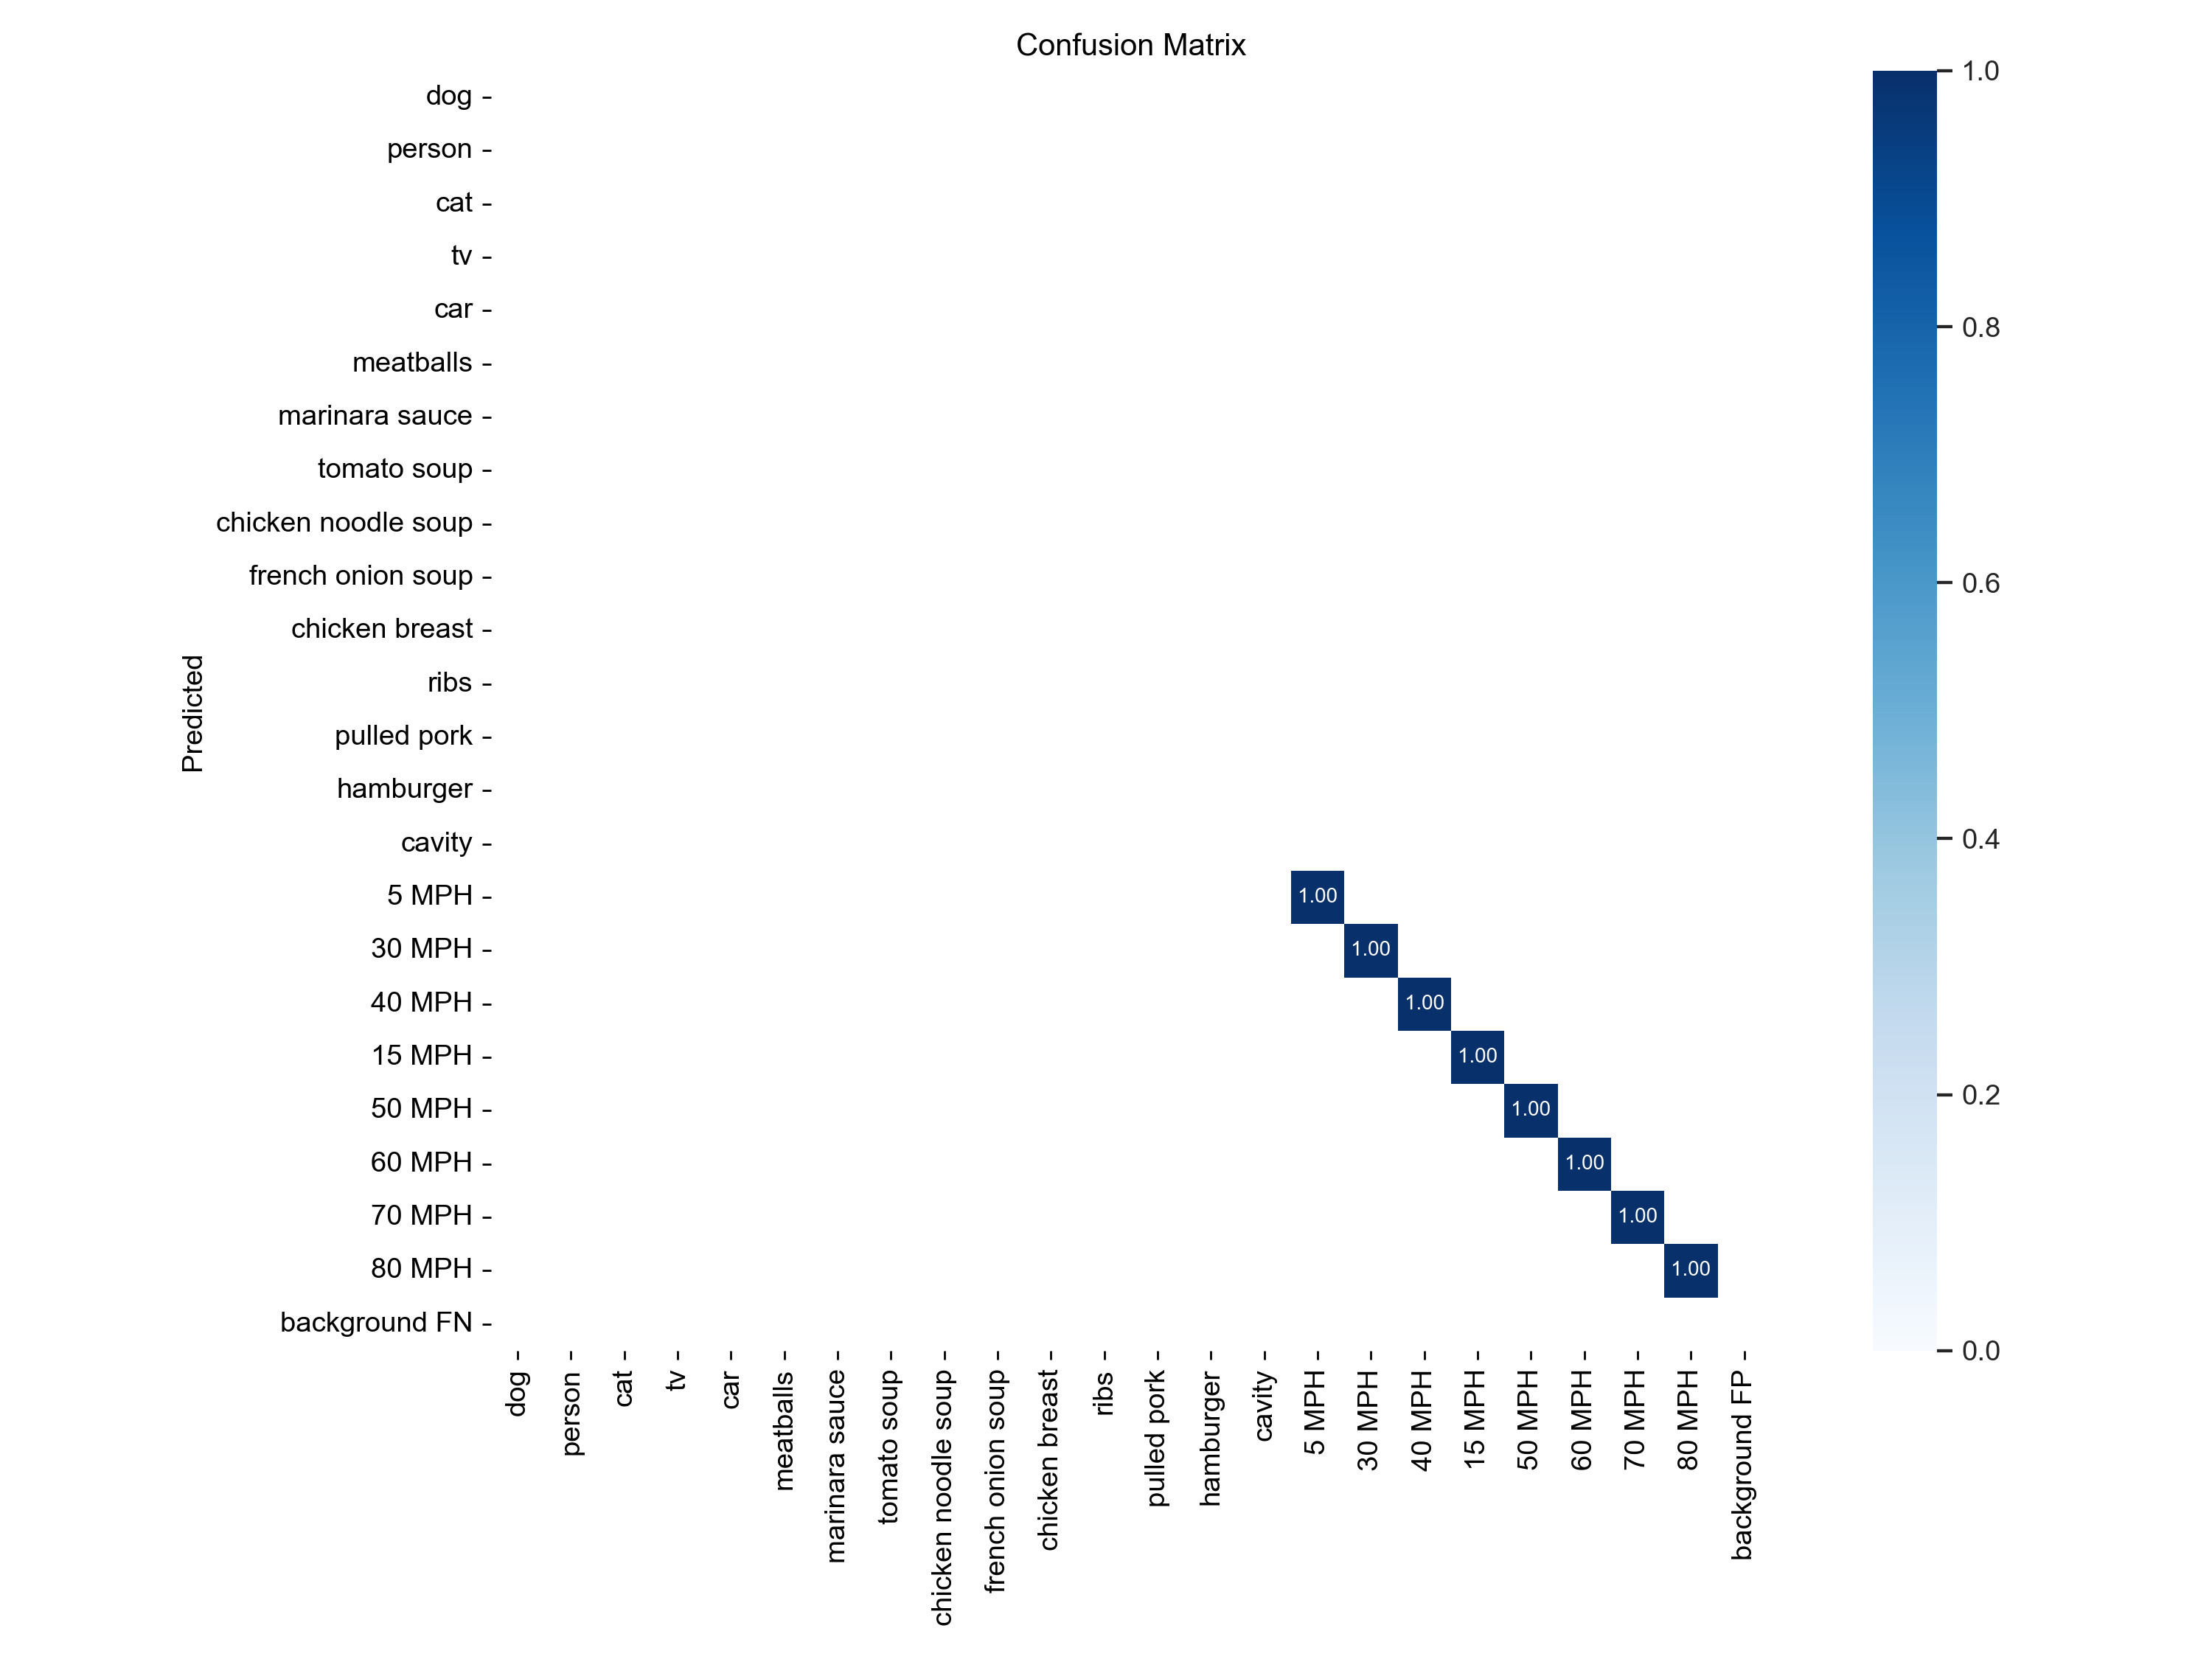 Confusion Matrix
Predicted
dog
person
cat
tv
car
meatballs
marinara sauce
tomato soup
chicken noodle soup
french onion soup
chicken breast
ribs
pulled pork
hamburger
cavity
5 MPH
30 MPH
40 MPH
15 MPH
50 MPH
60 MPH
70 MPH
80 MPH
background FN
1.00
1.00
1.00
1.00
1.00
1.00
1.00
1.00
dog
person
cat
tv
car
meatballs
marinara sauce
tomato soup
chicken noodle soup
french onion soup
chicken breast
ribs
pulled pork
hamburger
cavity
5 MPH
30 MPH
40 MPH
15 MPH
50 MPH
60 MPH
70 MPH
80 MPH
background FP
1.0
0.8
0.6
0.4
0.2
0.0